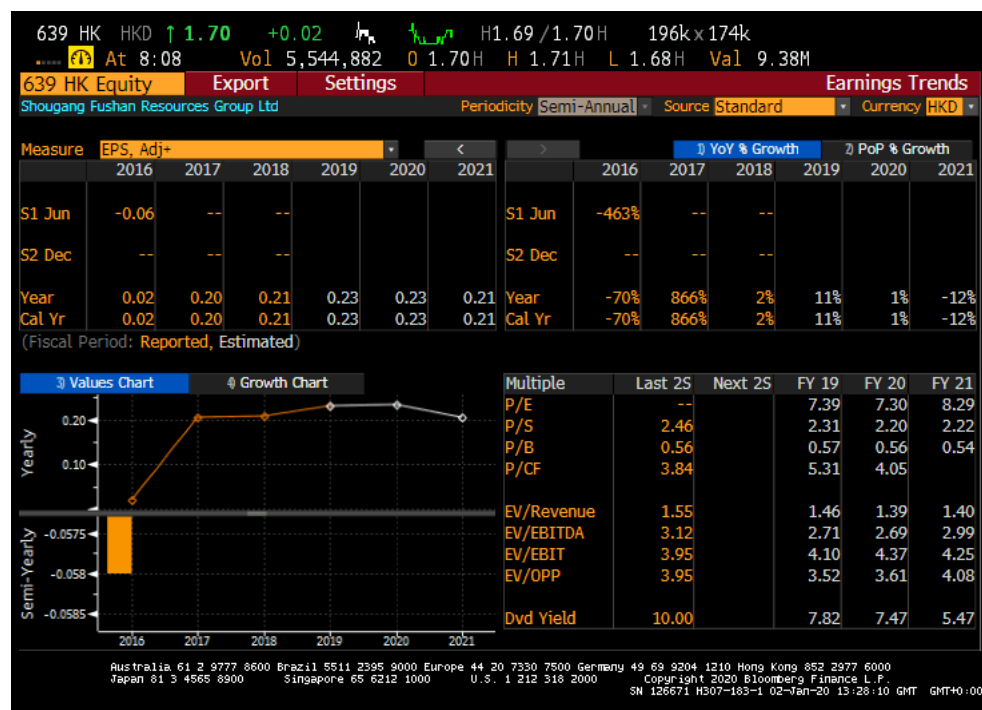 639 HK HKD ↑ 1.70 +0.02 H1.69/1.70H 196k×174k
At 8:08 Vol 5,544,882 O 1.70H H 1.71H L 1.68H Val 9.38M
639 HK Equity Export Settings Earnings Trends
Shougang Fushan Resources Group Ltd Periodicity Semi-Annual Source Standard Currency HKD
Measure EPS, Adj+ < > 1) YoY % Growth 2) PoP % Growth
2016 2017 2018 2019 2020 2021 2016 2017 2018 2019 2020 2021
S1 Jun -0.06 -- -- S1 Jun -463% -- --
S2 Dec -- -- -- S2 Dec -- -- --
Year 0.02 0.20 0.21 0.23 0.23 0.21 Year -70% 866% 2% 11% 1% -12%
Cal Yr 0.02 0.20 0.21 0.23 0.23 0.21 Cal Yr -70% 866% 2% 11% 1% -12%
(Fiscal Period: Reported, Estimated)
3) Values Chart 4) Growth Chart
Yearly
0.20
0.10
Semi-Yearly
-0.0575
-0.058
-0.0585
2016 2017 2018 2019 2020 2021
Multiple Last 2S Next 2S FY 19 FY 20 FY 21
P/E -- 7.39 7.30 8.29
P/S 2.46 2.31 2.20 2.22
P/B 0.56 0.57 0.56 0.54
P/CF 3.84 5.31 4.05
EV/Revenue 1.55 1.46 1.39 1.40
EV/EBITDA 3.12 2.71 2.69 2.99
EV/EBIT 3.95 4.10 4.37 4.25
EV/OPP 3.95 3.52 3.61 4.08
Dvd Yield 10.00 7.82 7.47 5.47
Australia 61 2 9777 8600 Brazil 5511 2395 9000 Europe 44 20 7330 7500 Germany 49 69 9204 1210 Hong Kong 852 2977 6000
Japan 81 3 4565 8900 Singapore 65 6212 1000 U.S. 1 212 318 2000 Copyright 2020 Bloomberg Finance L.P.
SN 126671 H307-183-1 02-Jan-20 13:28:10 GMT GMT+0:00